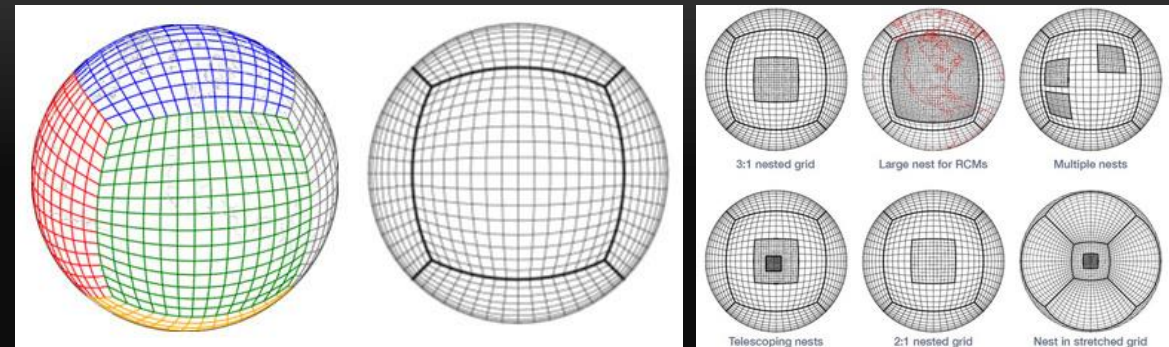 3:1 nested grid
Large nest for RCMs
Multiple nests
Telescoping nests
2:1 nested grid
Nest in stretched grid